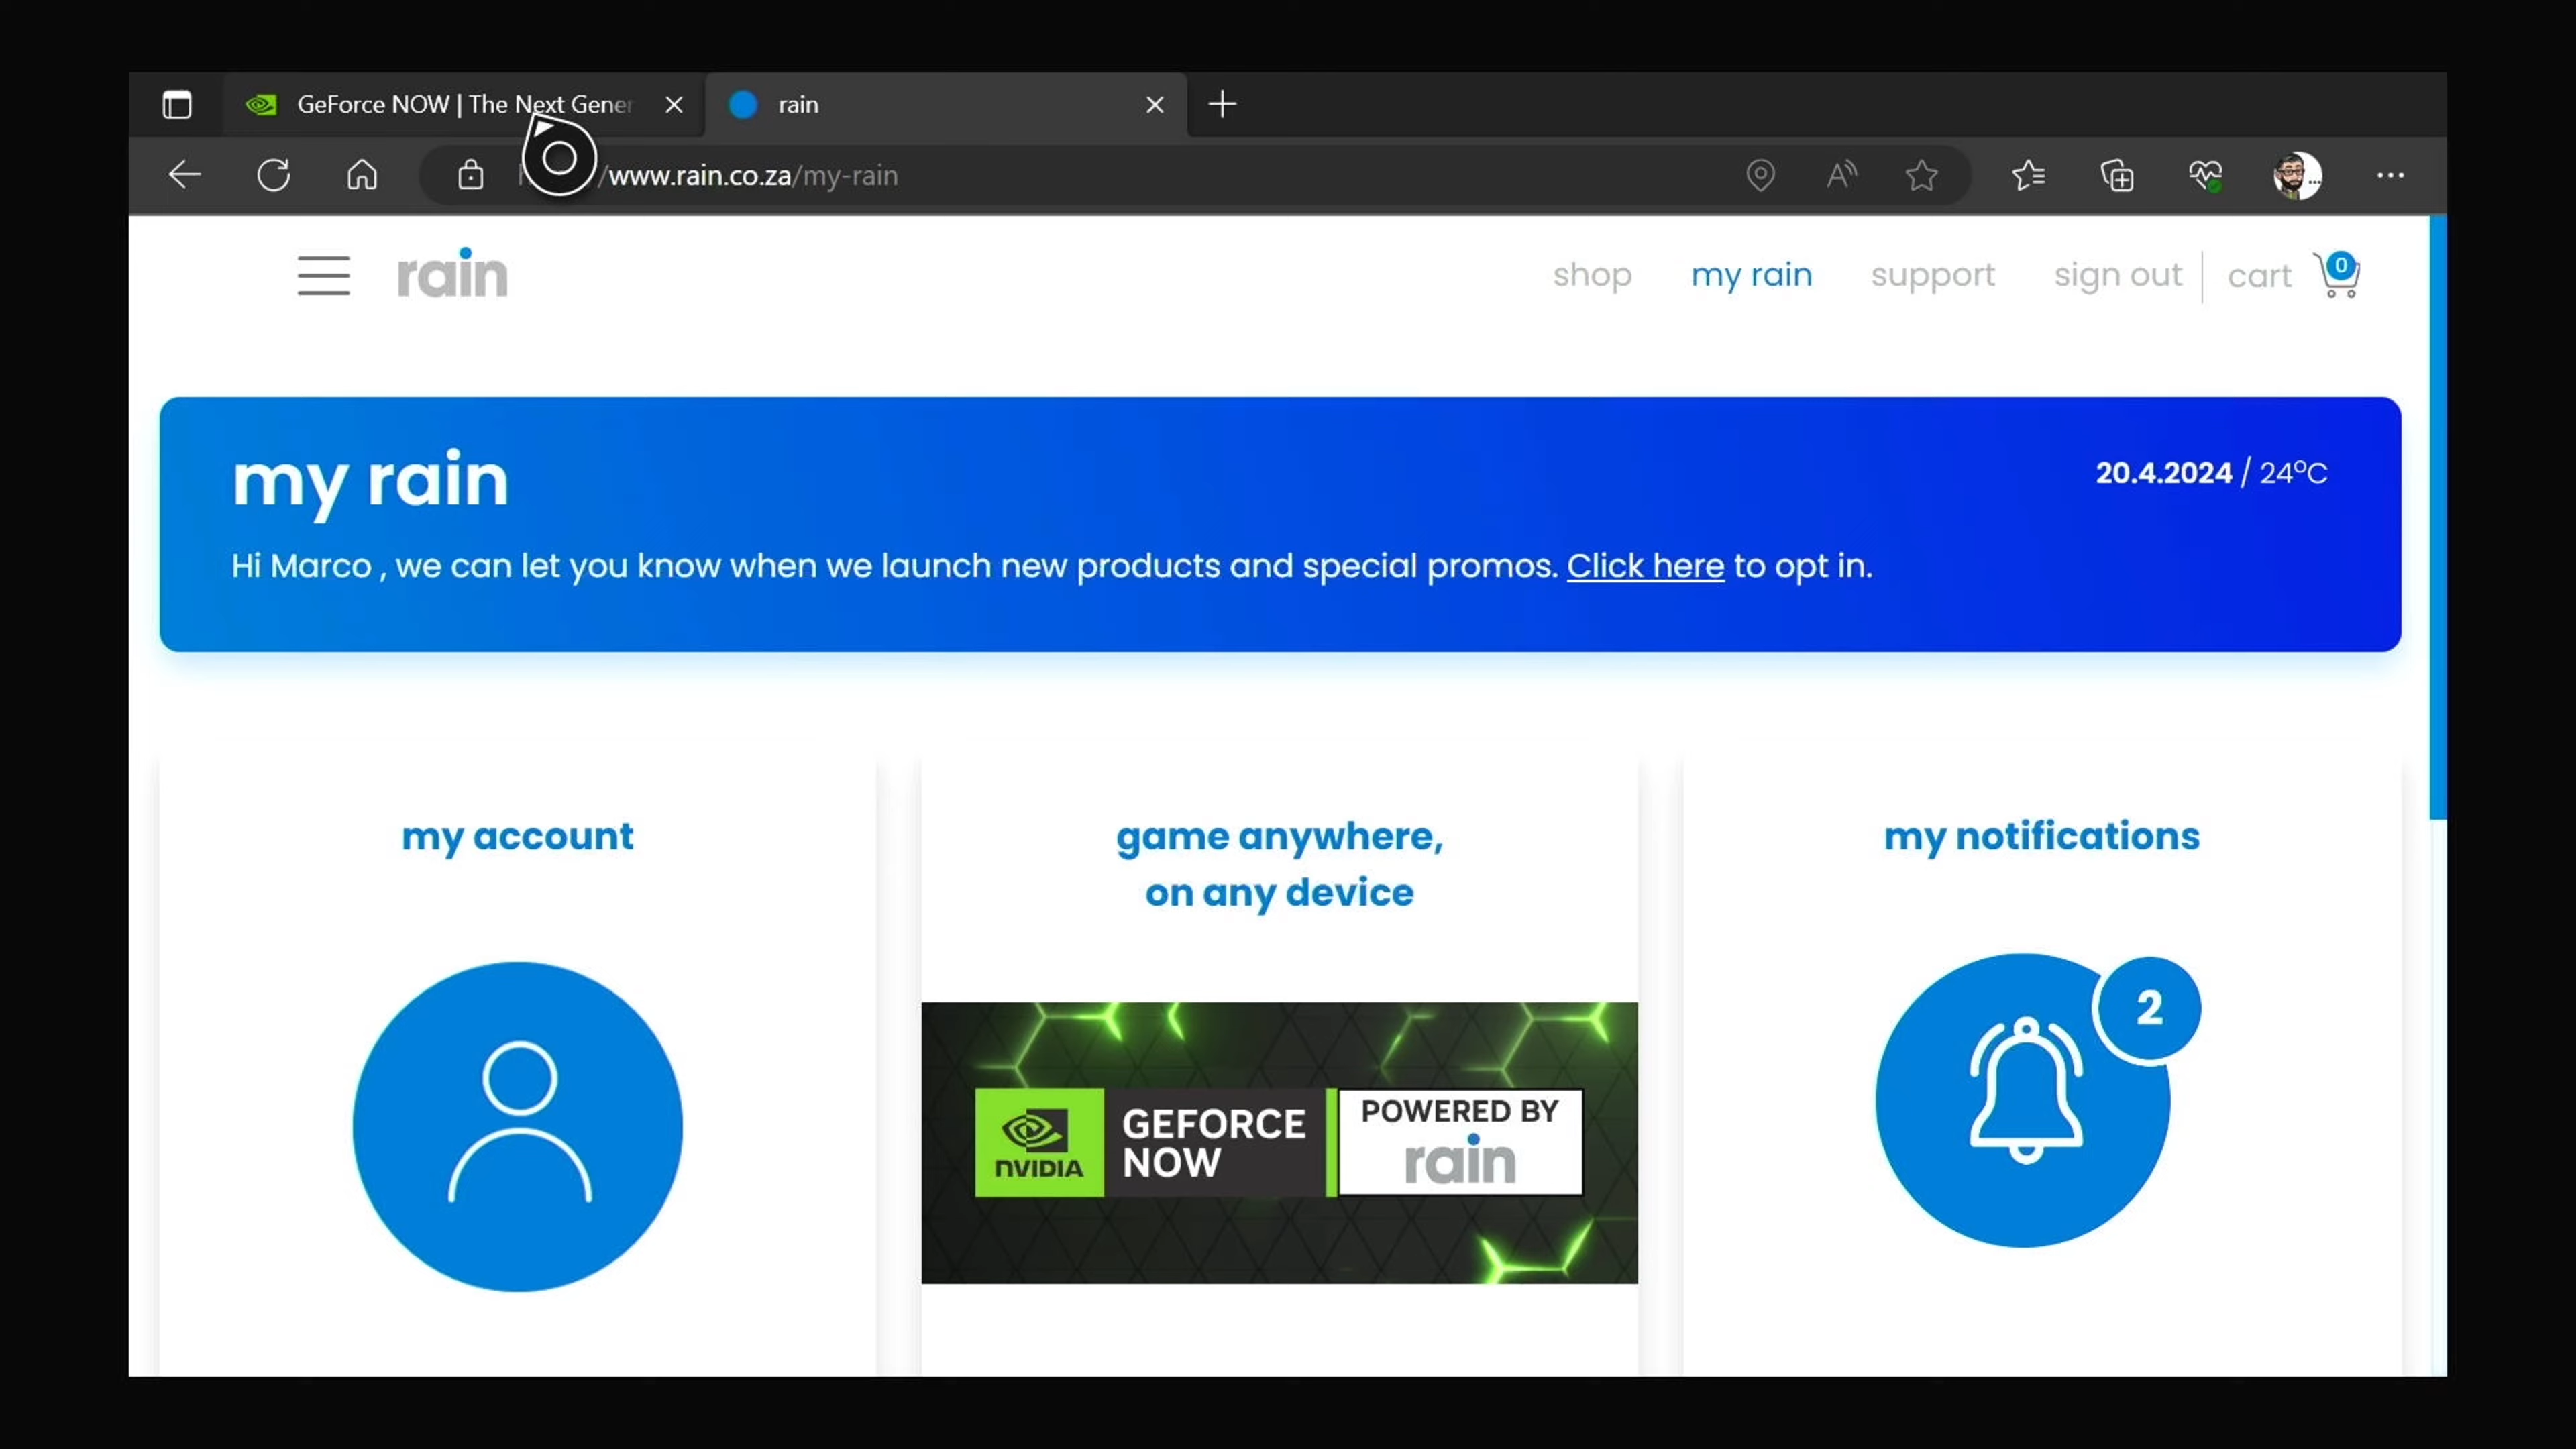 GeForce NOW | The Next Gener
rain
/www.rain.co.za/my-rain
rain
shop
my rain
support
sign out
cart
0
my rain
20.4.2024 / 24°C
Hi Marco , we can let you know when we launch new products and special promos. Click here to opt in.
my account
game anywhere,
on any device
my notifications
2
NVIDIA
GEFORCE
NOW
POWERED BY
rain